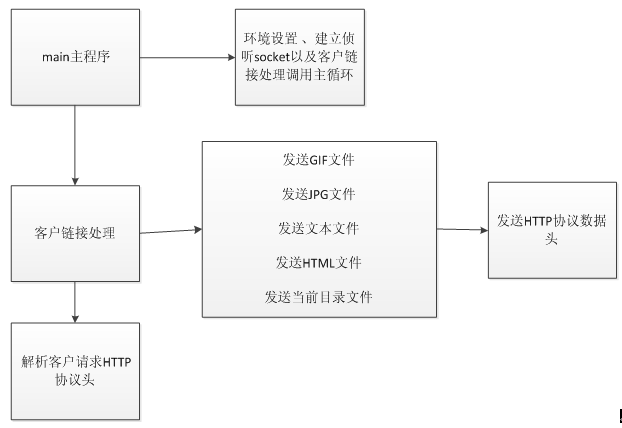 main主程序
环境设置 、建立侦
听socket以及客户链
接处理调用主循环
客户链接处理
发送GIF文件
发送JPG文件
发送文本文件
发送HTML文件
发送当前目录文件
发送HTTP协议数据
头
解析客户请求HTTP
协议头
!